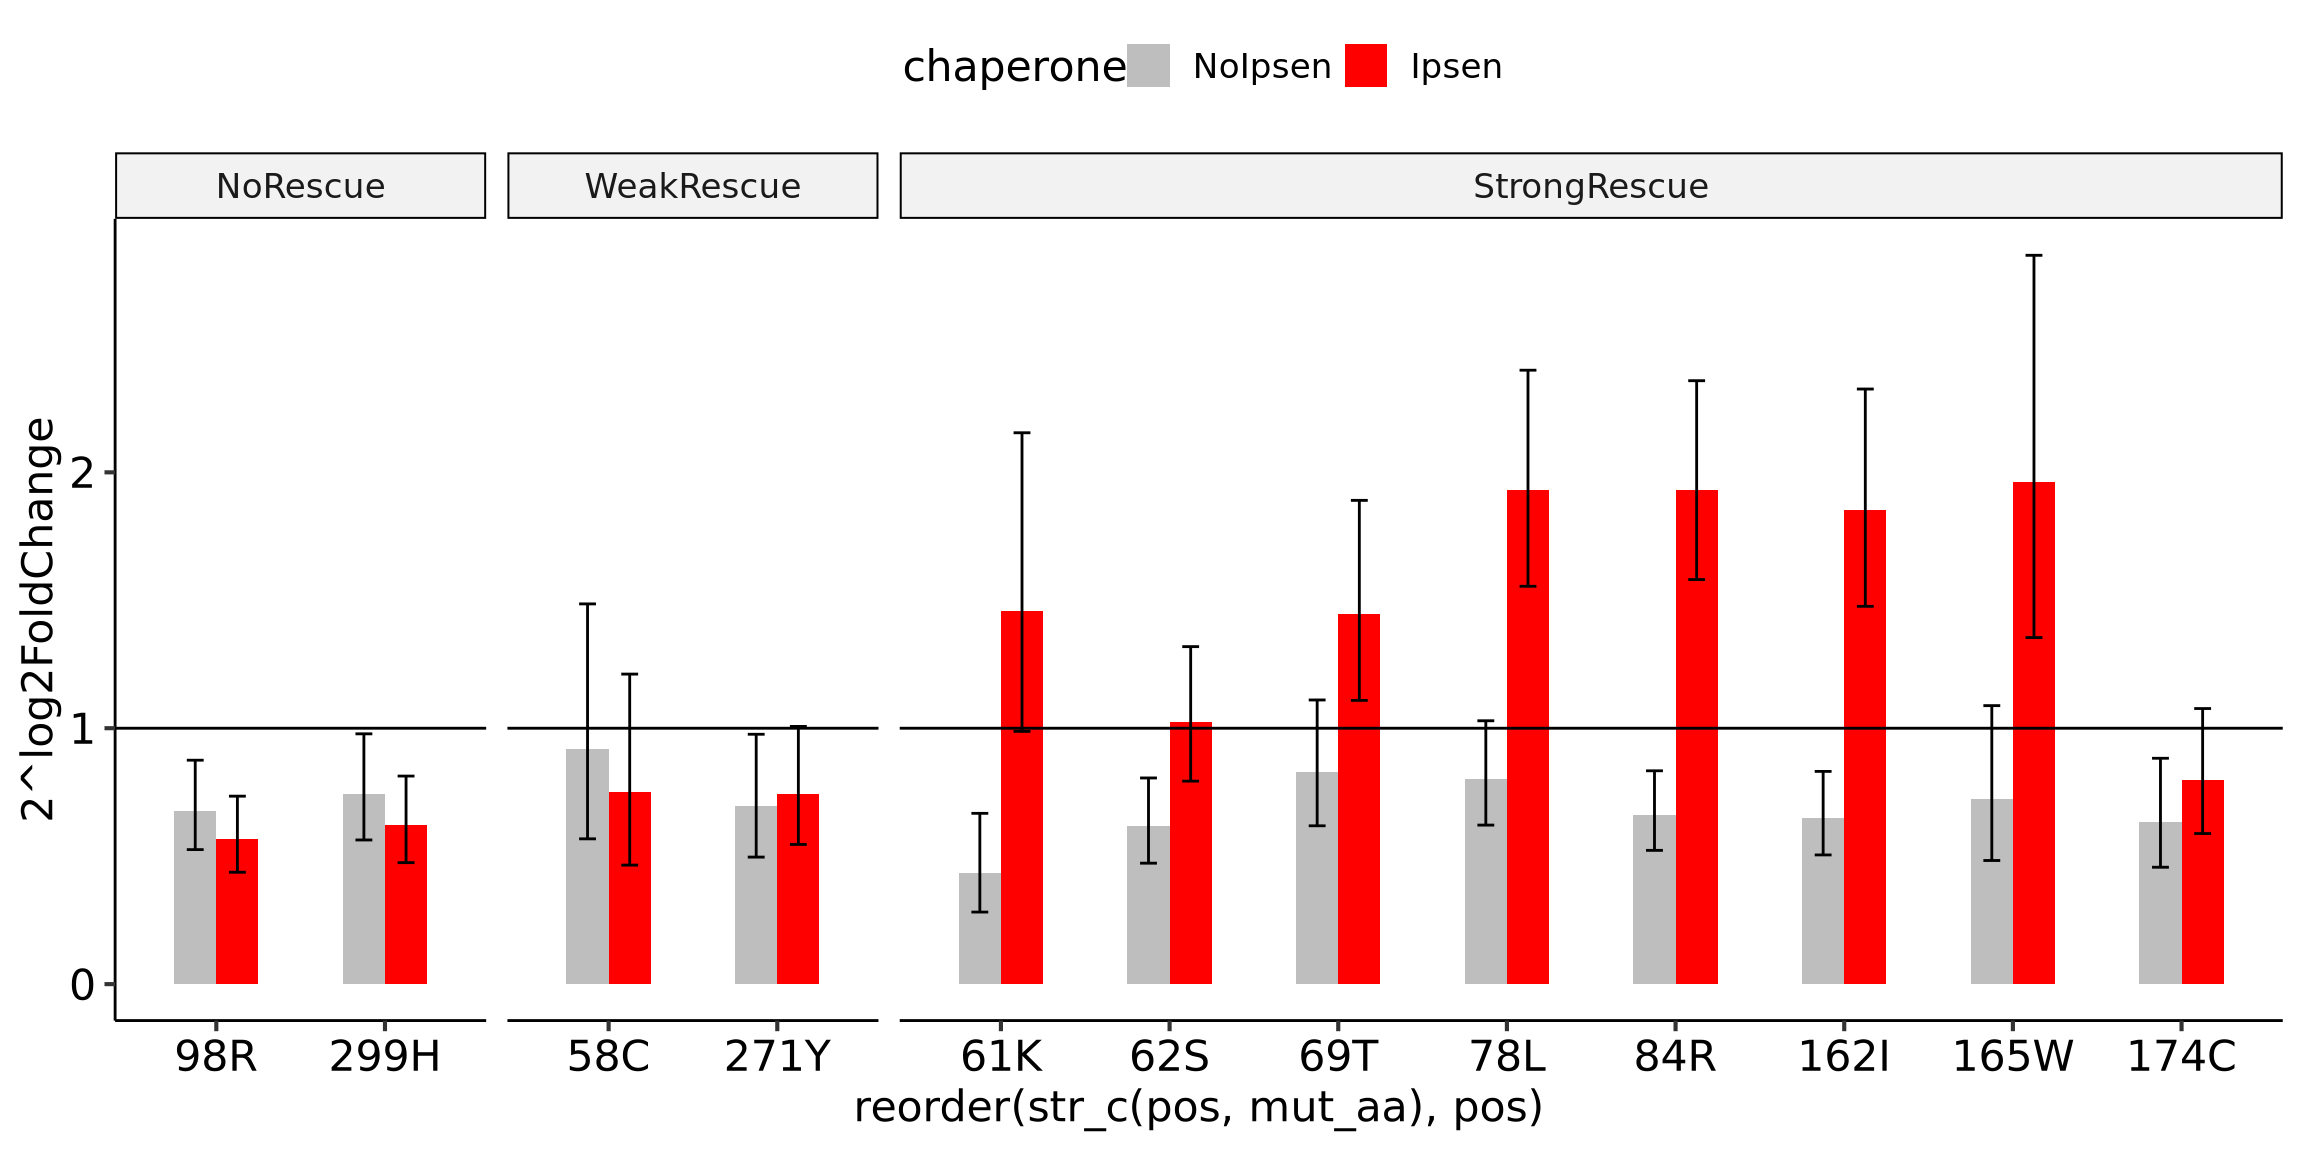 chaperone NoIpsen Ipsen
NoRescue WeakRescue StrongRescue
2^log2FoldChange
2
1
0
98R 299H 58C 271Y 61K 62S 69T 78L 84R 162I 165W 174C
reorder(str_c(pos, mut_aa), pos)